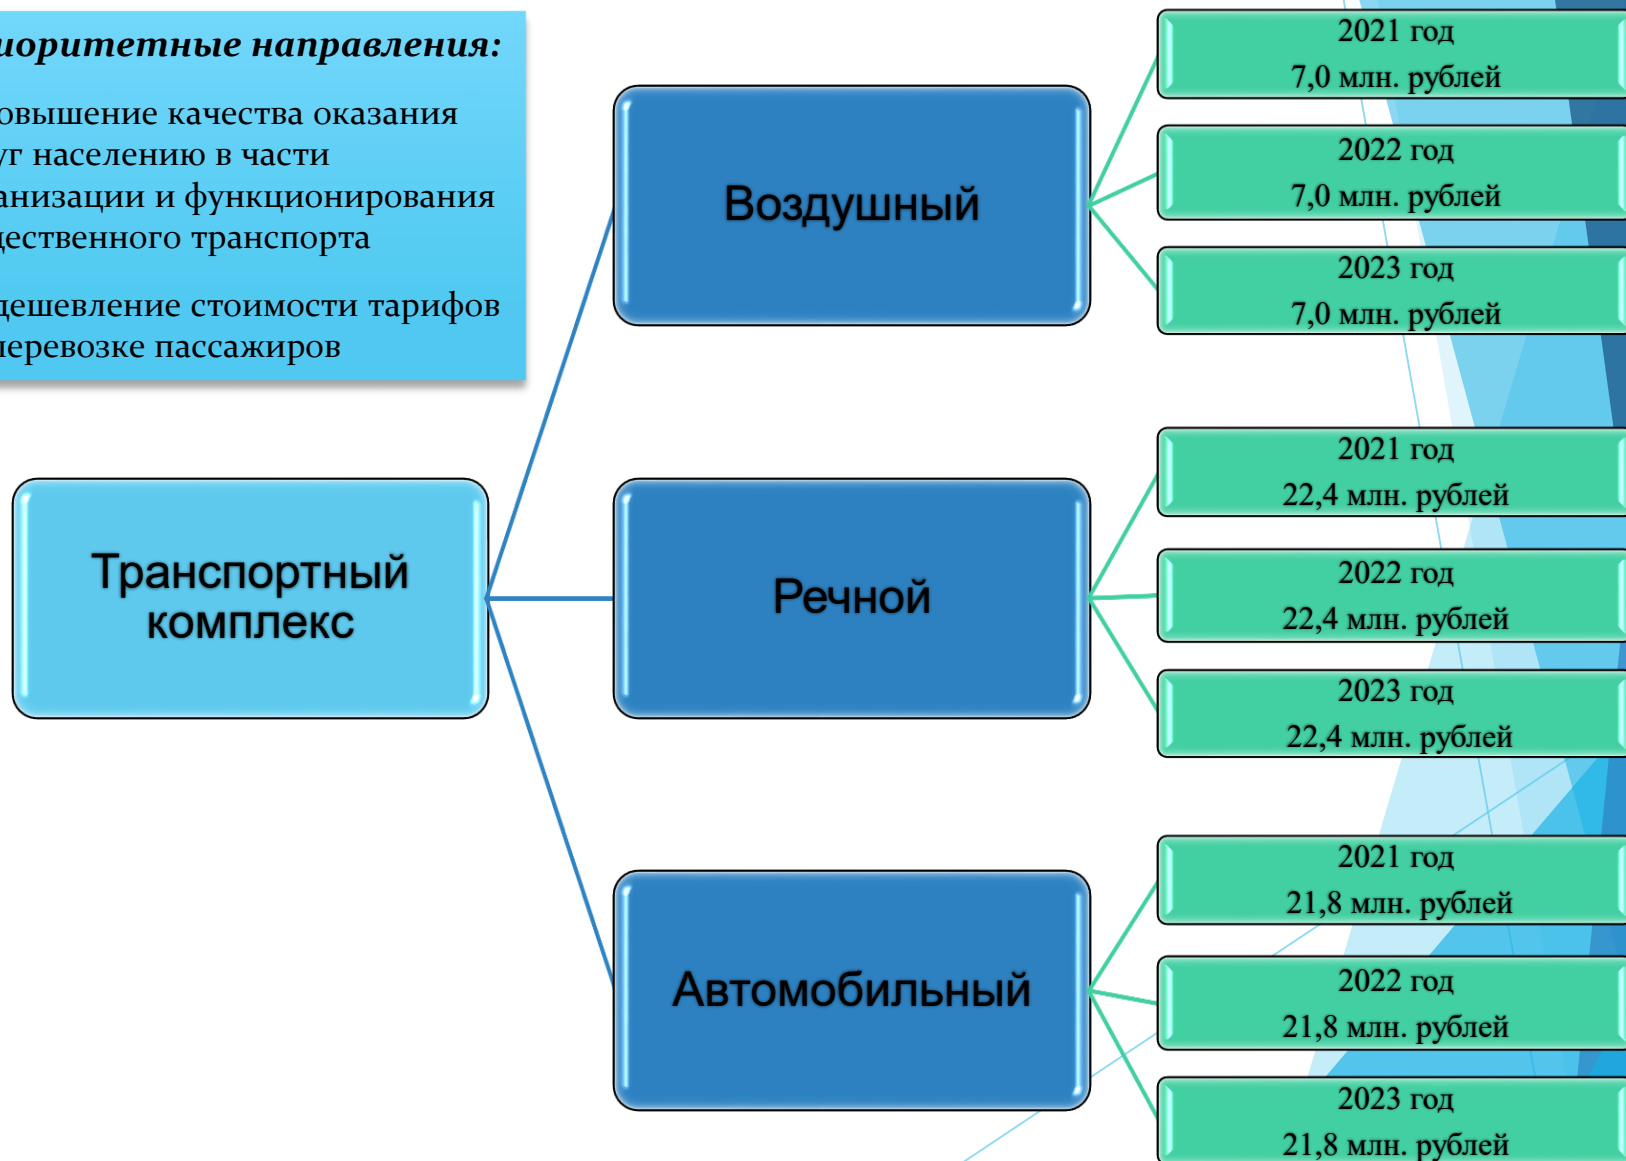 иоритетные направления:
овышение качества оказания
уг населению в части
анизации и функционирования
щественного транспорта
дешевление стоимости тарифов
перевозке пассажиров
Транспортный
комплекс
Воздушный
2021 год
7,0 млн. рублей
2022 год
7,0 млн. рублей
2023 год
7,0 млн. рублей
Речной
2021 год
22,4 млн. рублей
2022 год
22,4 млн. рублей
2023 год
22,4 млн. рублей
Автомобильный
2021 год
21,8 млн. рублей
2022 год
21,8 млн. рублей
2023 год
21,8 млн. рублей